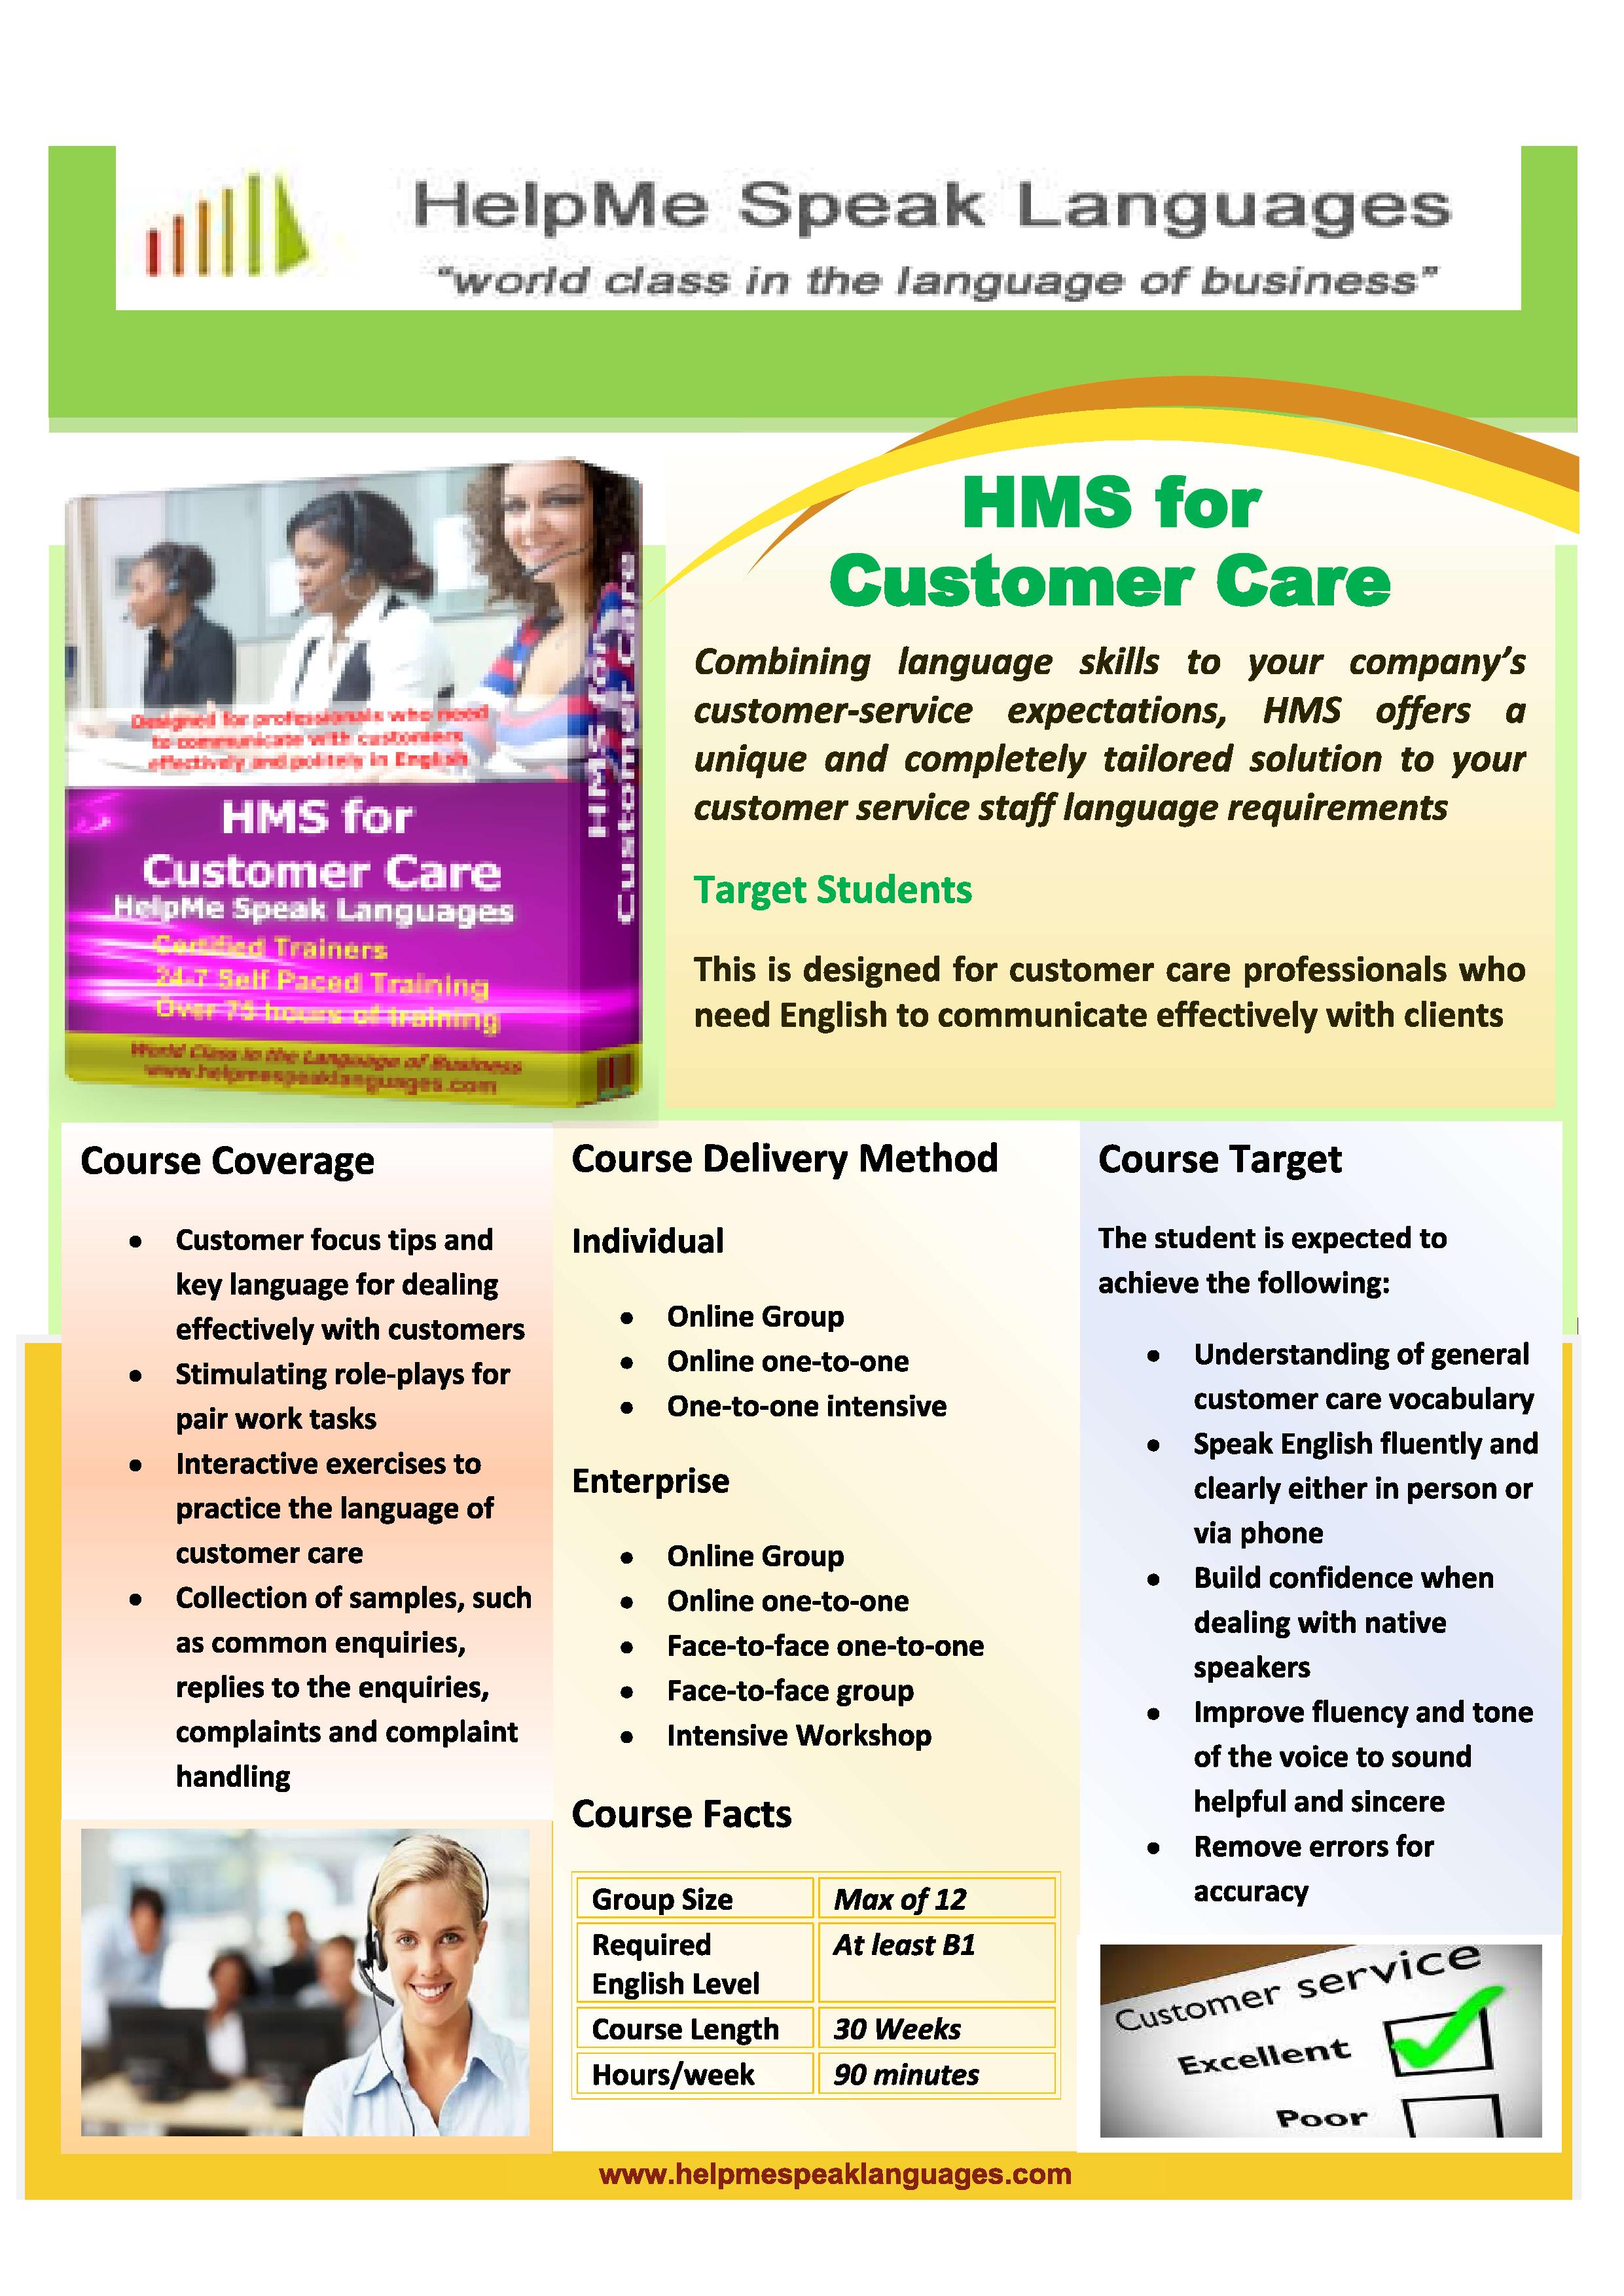 HelpMe Speak Languages
“world class in the language of business”
HMS for
Customer Care
Combining language skills to your company’s
customer-service expectations, HMS offers a
unique and completely tailored solution to your
customer service staff language requirements
Target Students
This is designed for customer care professionals who
need English to communicate effectively with clients
Designed for professionals who need
to communicate with customers
effectively and politely in English
HMS for
Customer Care
HelpMe Speak Languages
Certified Trainers
24-7 Self Paced Training
Over 75 hours of training
World Class in the Language of Business
www.helpmespeaklanguages.com
HMS for
Customer Care
Course Coverage
• Customer focus tips and
key language for dealing
effectively with customers
• Stimulating role-plays for
pair work tasks
• Interactive exercises to
practice the language of
customer care
• Collection of samples, such
as common enquiries,
replies to the enquiries,
complaints and complaint
handling
Course Delivery Method
Individual
• Online Group
• Online one-to-one
• One-to-one intensive
Enterprise
• Online Group
• Online one-to-one
• Face-to-face one-to-one
• Face-to-face group
• Intensive Workshop
Course Facts
Group Size Max of 12
Required At least B1
English Level
Course Length 30 Weeks
Hours/week 90 minutes
Course Target
The student is expected to
achieve the following:
• Understanding of general
customer care vocabulary
• Speak English fluently and
clearly either in person or
via phone
• Build confidence when
dealing with native
speakers
• Improve fluency and tone
of the voice to sound
helpful and sincere
• Remove errors for
accuracy
Customer service
Excellent
Poor
www.helpmespeaklanguages.com